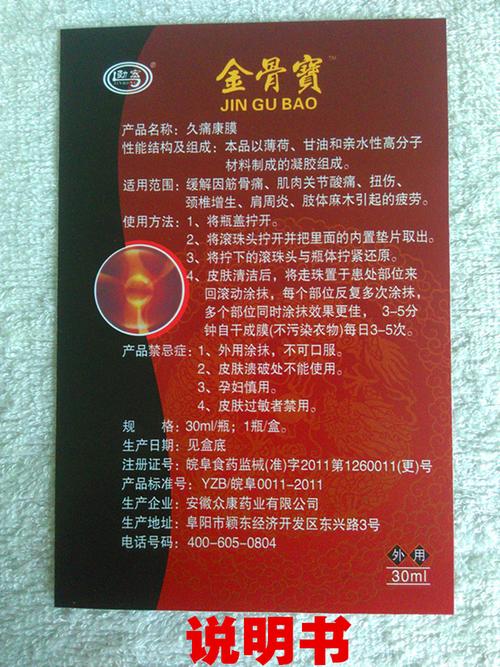 劲宫
金骨寶™
JIN GU BAO
产品名称：久痛康膜
性能结构及组成：本品以薄荷、甘油和亲水性高分子
材料制成的凝胶组成。
适用范围：缓解因筋骨痛、肌肉关节酸痛、扭伤、
颈椎增生、肩周炎、肢体麻木引起的疲劳。
使用方法：1、将瓶盖拧开。
2、将滚珠头拧开并把里面的内置垫片取出。
3、将拧下的滚珠头与瓶体拧紧还原。
4、皮肤清洁后，将走珠置于患处部位来
回滚动涂抹，每个部位反复多次涂抹，
多个部位同时涂抹效果更佳，3-5分
钟自干成膜(不污染衣物)每日3-5次。
产品禁忌症：1、外用涂抹，不可口服。
2、皮肤溃破处不能使用。
3、孕妇慎用。
4、皮肤过敏者禁用。
规 格：30ml/瓶；1瓶/盒。
生产日期：见盒底
注册证号：皖阜食药监械(准)字2011第1260011(更)号
产品标准号：YZB/皖阜0011-2011
生产企业：安徽众康药业有限公司
生产地址：阜阳市颍东经济开发区东兴路3号
电话号码：400-605-0804
外用
30ml
说明书